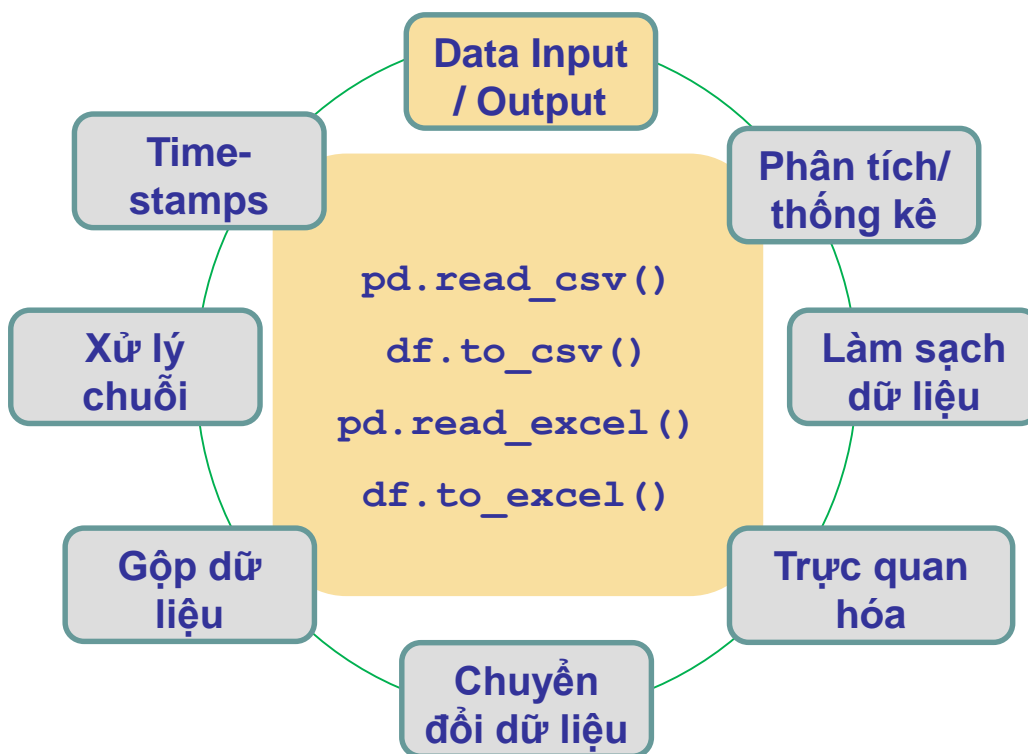 Data Input
/ Output
Time-
stamps
Phân tích/
thống kê
pd.read_csv()
df.to_csv()
pd.read_excel()
df.to_excel()
Xử lý
chuỗi
Làm sạch
dữ liệu
Gộp dữ
liệu
Trực quan
hóa
Chuyển
đổi dữ liệu